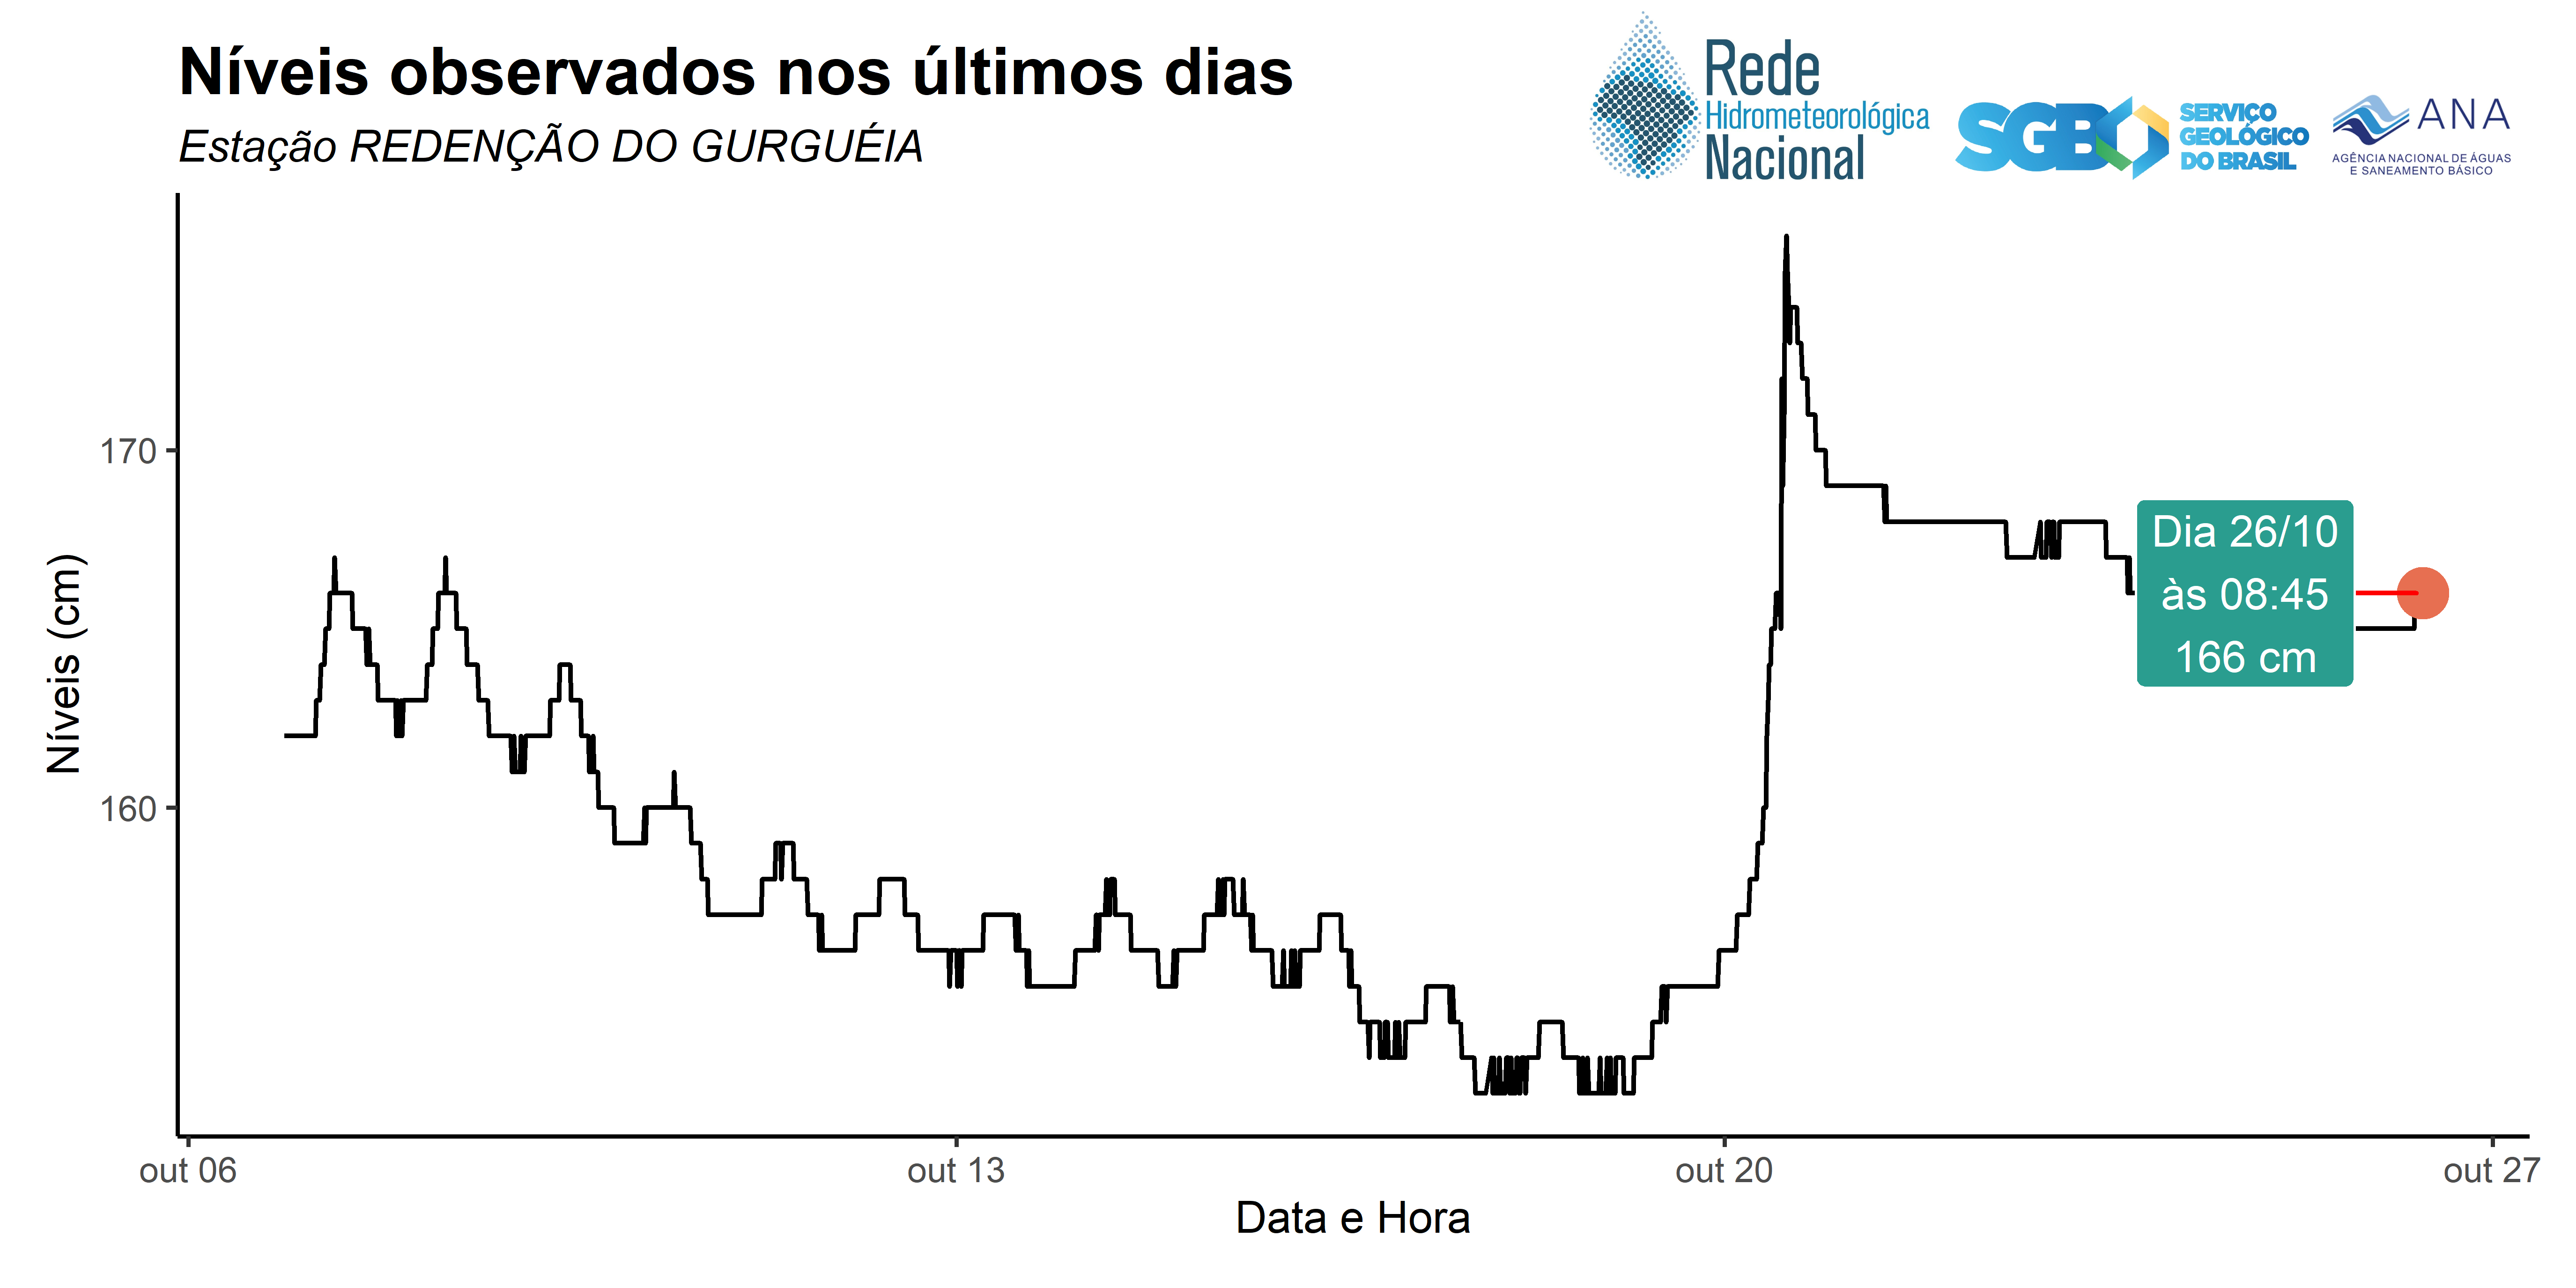 Níveis observados nos últimos dias
Estação REDENÇÃO DO GURGUÉIA
Rede
Hidrometeorológica
Nacional
SGB
SERVIÇO
GEOLÓGICO
DO BRASIL
ANA
AGÊNCIA NACIONAL DE ÁGUAS
E SANEAMENTO BÁSICO
Níveis (cm)
170
160
Dia 26/10
às 08:45
166 cm
out 06
out 13
out 20
out 27
Data e Hora